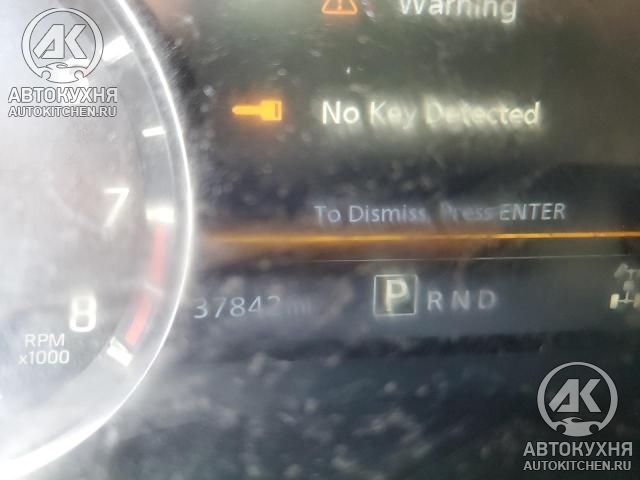 Warning
AK
АВТОКУХНЯ
AUTOKITCHEN.RU
No Key Detected
7
To Dismiss, Press ENTER
37842
P R N D
8
RPM
x1000
AK
АВТОКУХНЯ
AUTOKITCHEN.RU